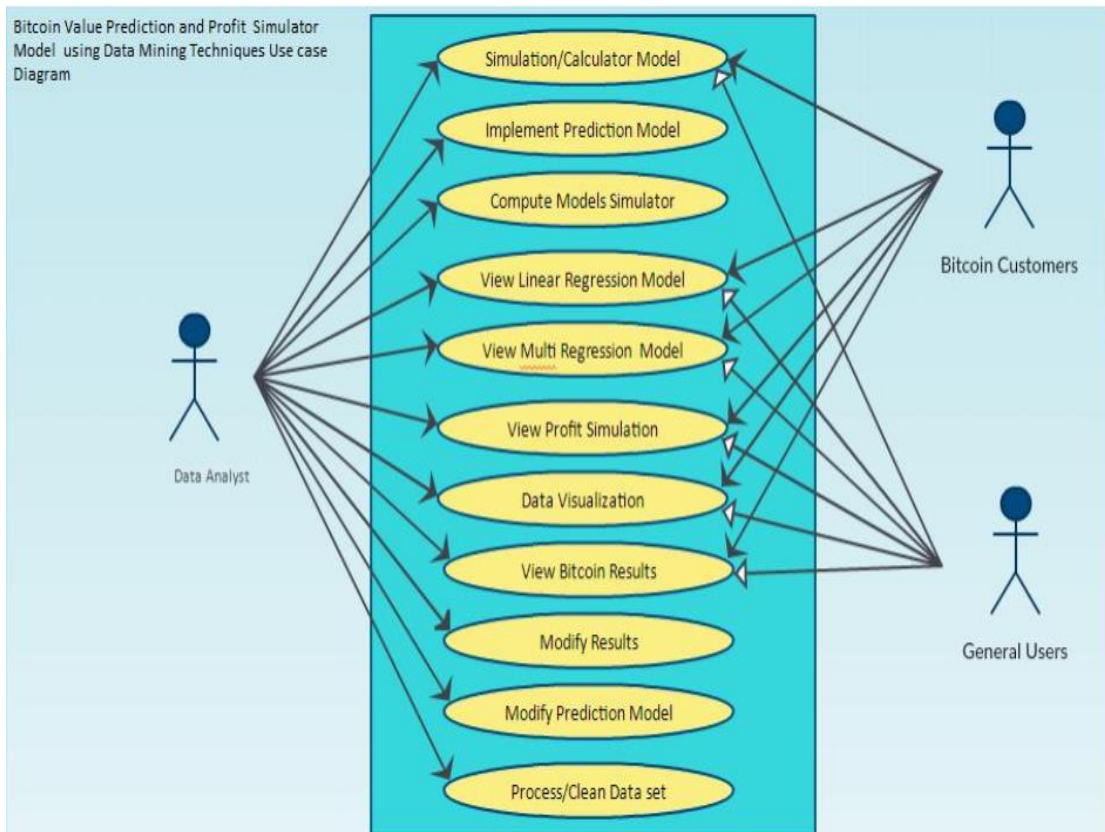 Bitcoin Value Prediction and Profit Simulator
Model using Data Mining Techniques Use case
Diagram
Simulation/Calculator Model
Implement Prediction Model
Compute Models Simulator
View Linear Regression Model
View Multi Regression Model
View Profit Simulation
Data Visualization
View Bitcoin Results
Modify Results
Modify Prediction Model
Process/Clean Data set
Data Analyst
Bitcoin Customers
General Users